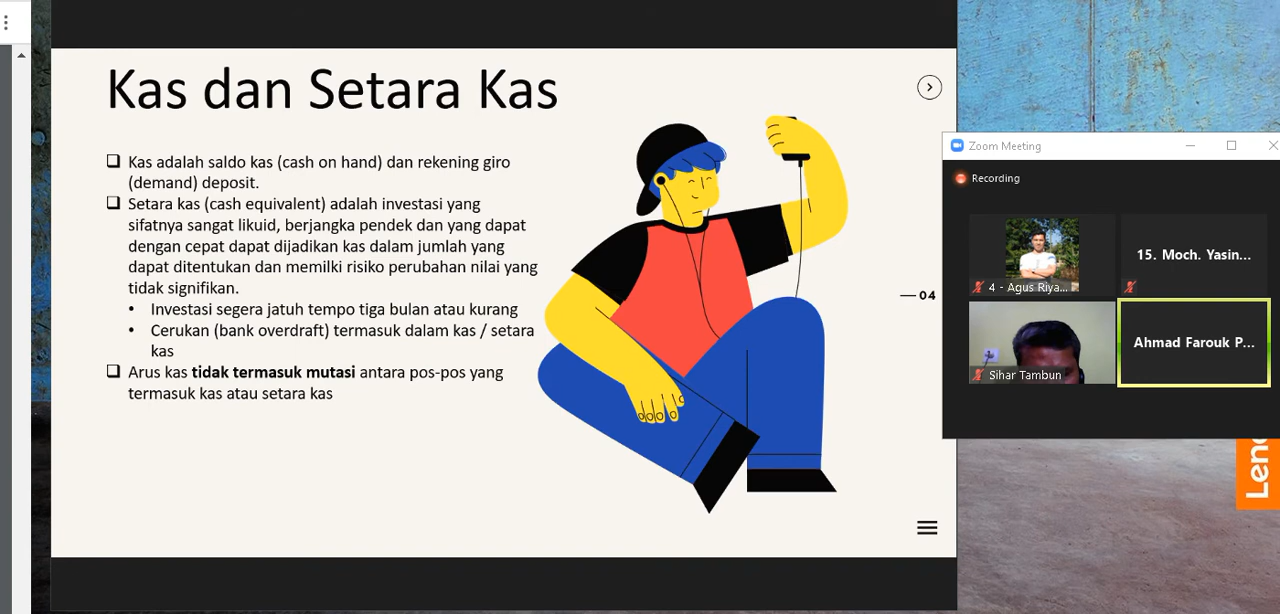 Kas dan Setara Kas
Kas adalah saldo kas (cash on hand) dan rekening giro
(demand) deposit.
Setara kas (cash equivalent) adalah investasi yang
sifatnya sangat likuid, berjangka pendek dan yang dapat
dengan cepat dapat dijadikan kas dalam jumlah yang
dapat ditentukan dan memilki risiko perubahan nilai yang
tidak signifikan.
• Investasi segera jatuh tempo tiga bulan atau kurang
• Cerukan (bank overdraft) termasuk dalam kas / setara
kas
Arus kas tidak termasuk mutasi antara pos-pos yang
termasuk kas atau setara kas
04
Zoom Meeting
Recording
4 - Agus Riya...
15. Moch. Yasin...
Sihar Tambun
Ahmad Farouk P...
Leno